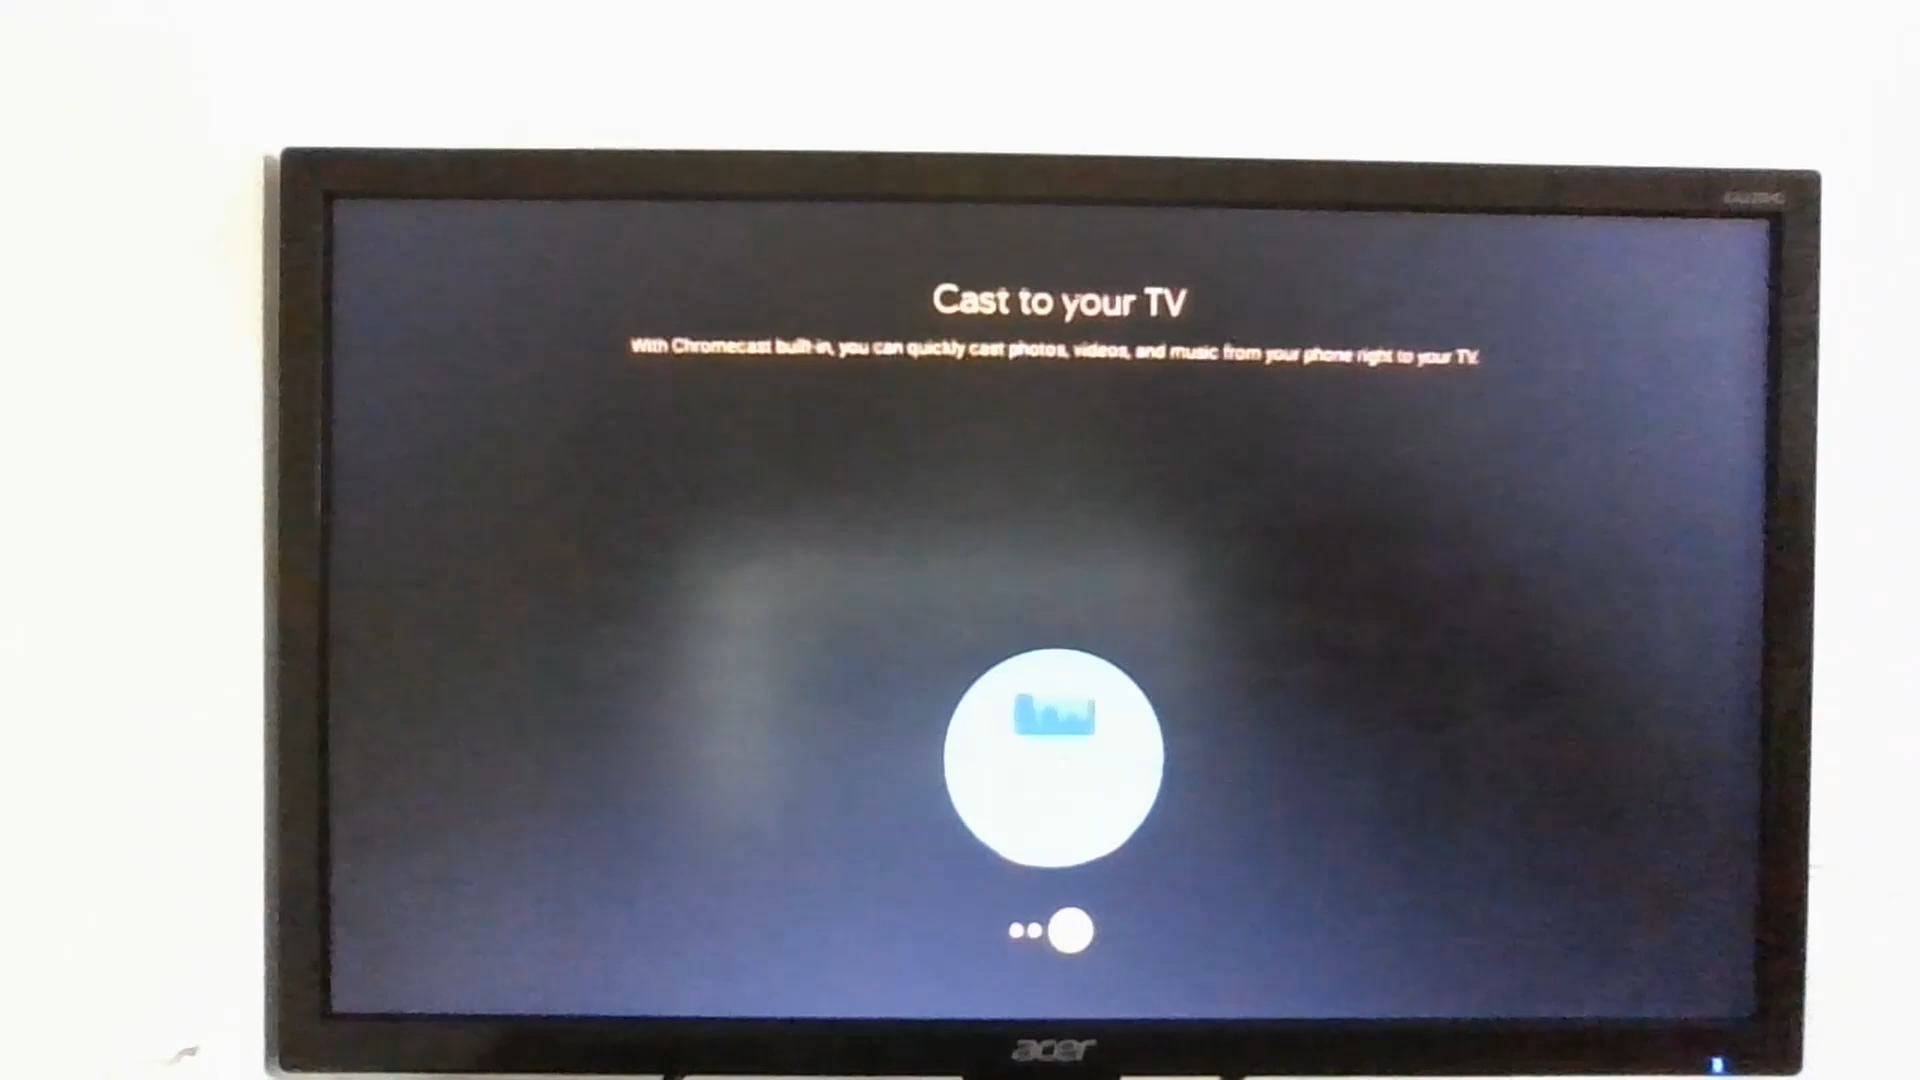 Cast to your TV
With Chromecast built-in, you can quickly cast photos, videos, and music from your phone right to your TV.
acer